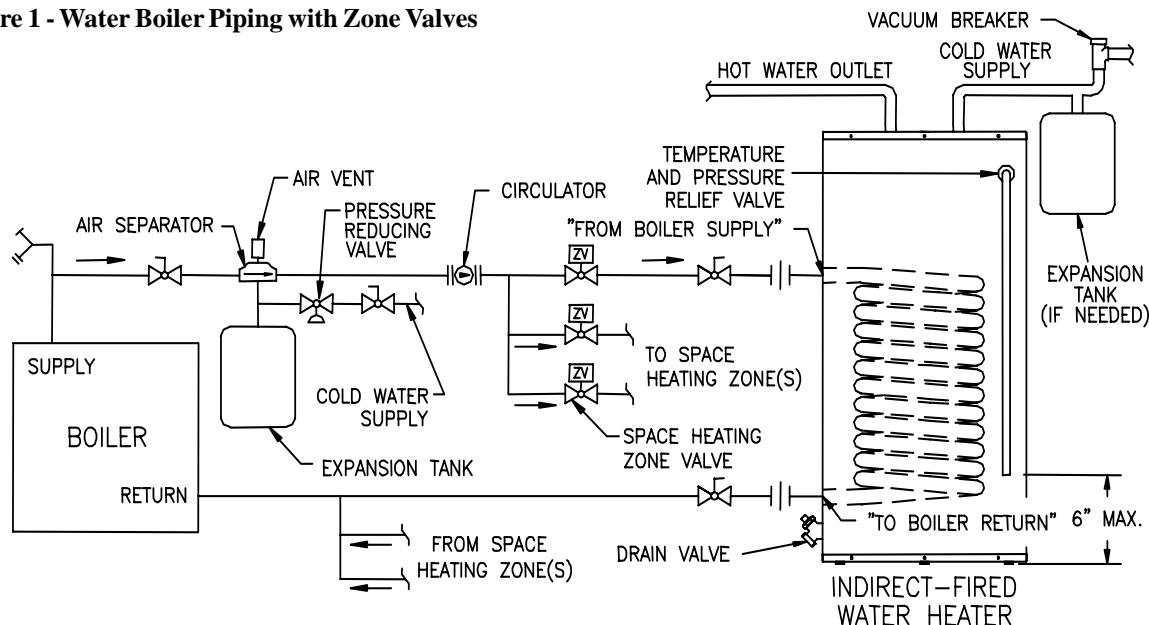 re 1 - Water Boiler Piping with Zone Valves
VACUUM BREAKER
COLD WATER
SUPPLY
HOT WATER OUTLET
TEMPERATURE
AND PRESSURE
RELIEF VALVE
AIR VENT
CIRCULATOR
PRESSURE
REDUCING
VALVE
AIR SEPARATOR
"FROM BOILER SUPPLY"
ZV
ZV
ZV
EXPANSION
TANK
(IF NEEDED)
TO SPACE
HEATING ZONE(S)
SUPPLY
COLD WATER
SUPPLY
BOILER
SPACE HEATING
ZONE VALVE
EXPANSION TANK
RETURN
"TO BOILER RETURN"
6" MAX.
FROM SPACE
HEATING ZONE(S)
DRAIN VALVE
INDIRECT-FIRED
WATER HEATER